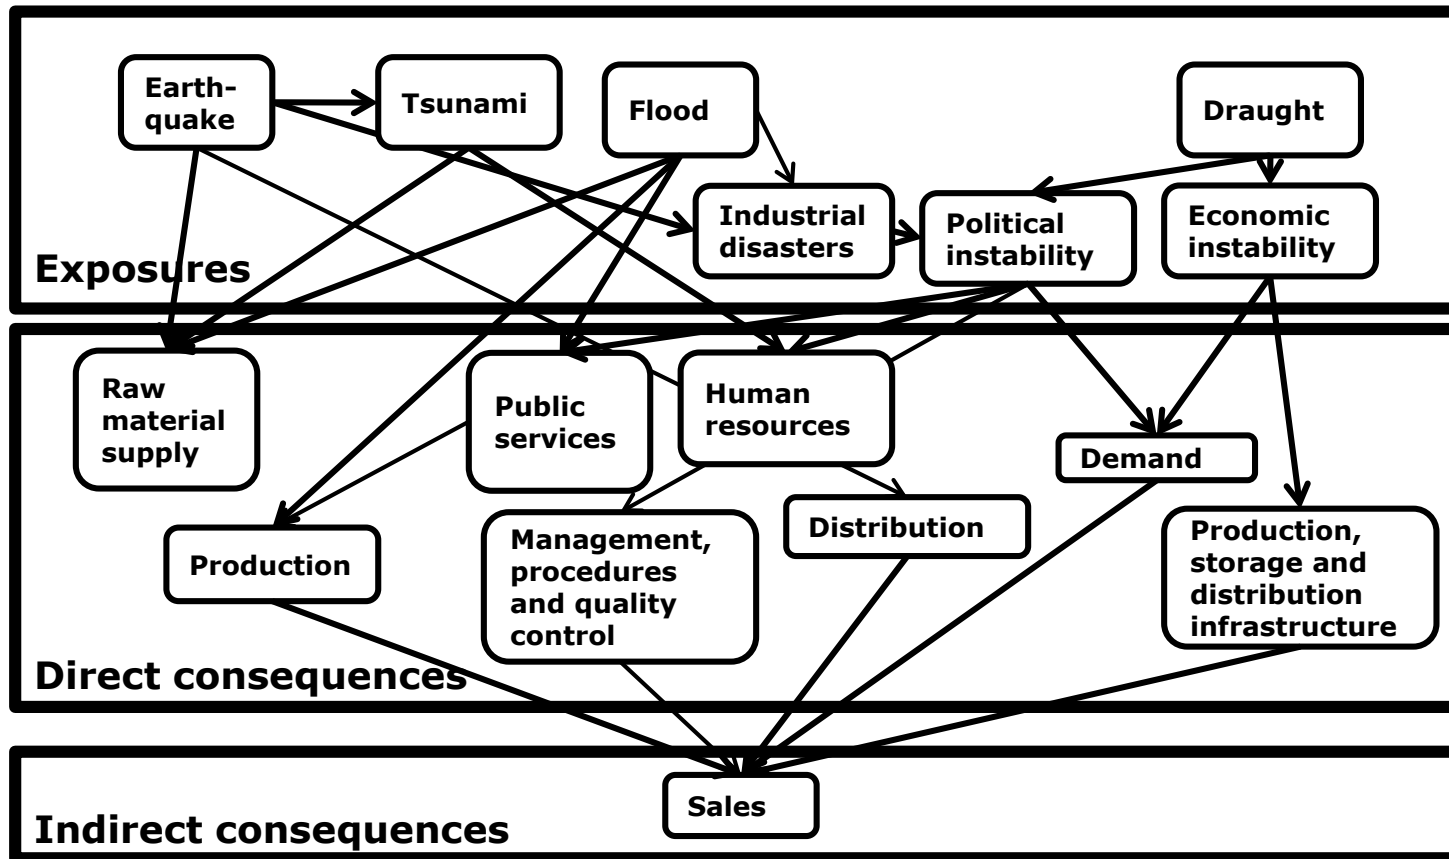 Earth-
quake
Tsunami
Flood
Draught
Industrial
disasters
Political
instability
Economic
instability
Exposures
Raw
material
supply
Public
services
Human
resources
Demand
Production
Management,
procedures
and quality
control
Distribution
Production,
storage and
distribution
infrastructure
Direct consequences
Sales
Indirect consequences